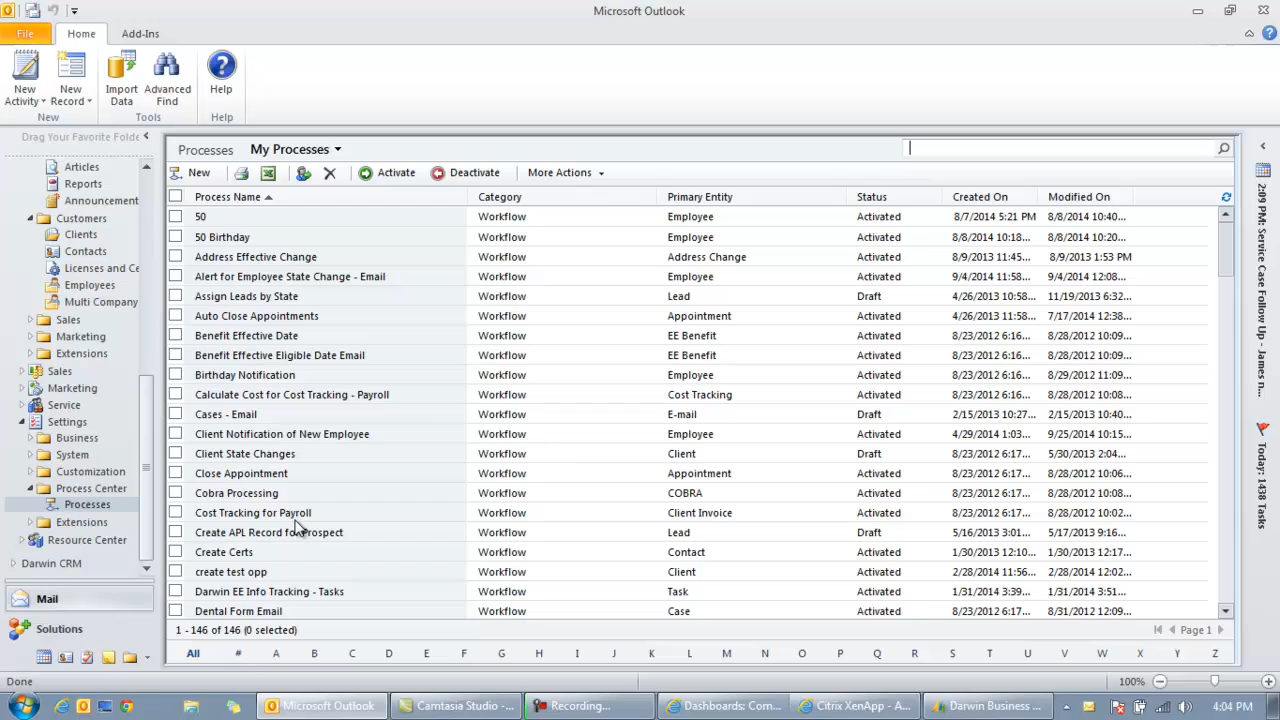 Microsoft Outlook
File Home Add-Ins
New Activity
New Record
Import Data
Advanced Find
Help
New Tools Help
Drag Your Favorite Folde
Articles
Reports
Announcement
Customers
Clients
Contacts
Licenses and Ce
Employees
Multi Company
Sales
Marketing
Extensions
Sales
Marketing
Service
Settings
Business
System
Customization
Process Center
Processes
Extensions
Resource Center
Darwin CRM
Mail
Solutions
Processes My Processes
New Activate Deactivate More Actions
Process Name Category Primary Entity Status Created On Modified On
50 Workflow Employee Activated 8/7/2014 5:21 PM 8/8/2014 10:40...
50 Birthday Workflow Employee Activated 8/8/2014 10:18... 8/8/2014 10:20...
Address Effective Change Workflow Address Change Activated 8/9/2013 11:45... 8/9/2013 1:53 PM
Alert for Employee State Change - Email Workflow Employee Activated 9/4/2014 11:58... 9/4/2014 12:08...
Assign Leads by State Workflow Lead Draft 4/26/2013 10:58... 11/19/2013 6:32...
Auto Close Appointments Workflow Appointment Activated 4/26/2013 11:58... 7/17/2014 12:38...
Benefit Effective Date Workflow EE Benefit Activated 8/23/2012 6:16... 8/28/2012 10:09...
Benefit Effective Eligible Date Email Workflow EE Benefit Activated 8/23/2012 6:16... 8/28/2012 10:09...
Birthday Notification Workflow Employee Activated 8/23/2012 6:16... 8/29/2012 11:09...
Calculate Cost for Cost Tracking - Payroll Workflow Cost Tracking Activated 8/23/2012 6:16... 8/28/2012 10:08...
Cases - Email Workflow E-mail Draft 2/15/2013 10:27... 2/15/2013 10:40...
Client Notification of New Employee Workflow Employee Activated 4/29/2014 1:03... 9/25/2014 10:15...
Client State Changes Workflow Client Draft 8/23/2012 6:17... 5/30/2013 2:04...
Close Appointment Workflow Appointment Activated 8/23/2012 6:17... 8/28/2012 10:06...
Cobra Processing Workflow COBRA Activated 8/23/2012 6:17... 8/28/2012 10:08...
Cost Tracking for Payroll Workflow Client Invoice Activated 8/23/2012 6:17... 8/28/2012 10:08...
Create APL Record for Prospect Workflow Lead Draft 5/16/2013 3:01... 5/17/2013 9:16...
Create Certs Workflow Contact Activated 1/30/2013 12:10... 1/30/2013 12:17...
create test opp Workflow Client Activated 2/28/2014 11:56... 2/28/2014 12:02...
Darwin EE Info Tracking - Tasks Workflow Task Activated 1/31/2014 3:39... 1/31/2014 3:51...
Dental Form Email Workflow Case Activated 8/23/2012 6:17... 8/31/2012 12:09...
1 - 146 of 146 (0 selected) Page 1
All # A B C D E F G H I J K L M N O P Q R S T U V W X Y Z
2:09 PM: Service Case Follow Up - James n...
Today: 1438 Tasks
Done 100%
Microsoft Outlook Camtasia Studio -... Recording... Dashboards: Com... Citrix XenApp - A... Darwin Business ... 4:04 PM